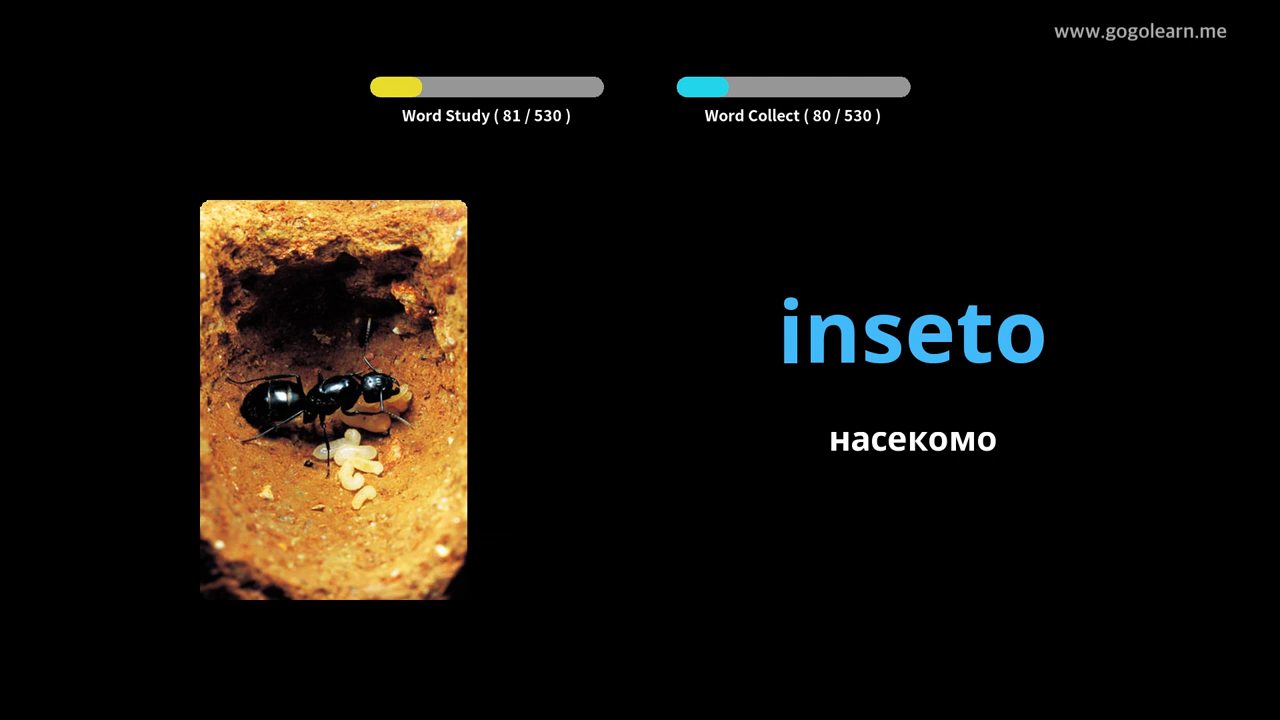 www.gogolearn.me
Word Study ( 81 / 530 )
Word Collect ( 80 / 530 )
inseto
насекомо